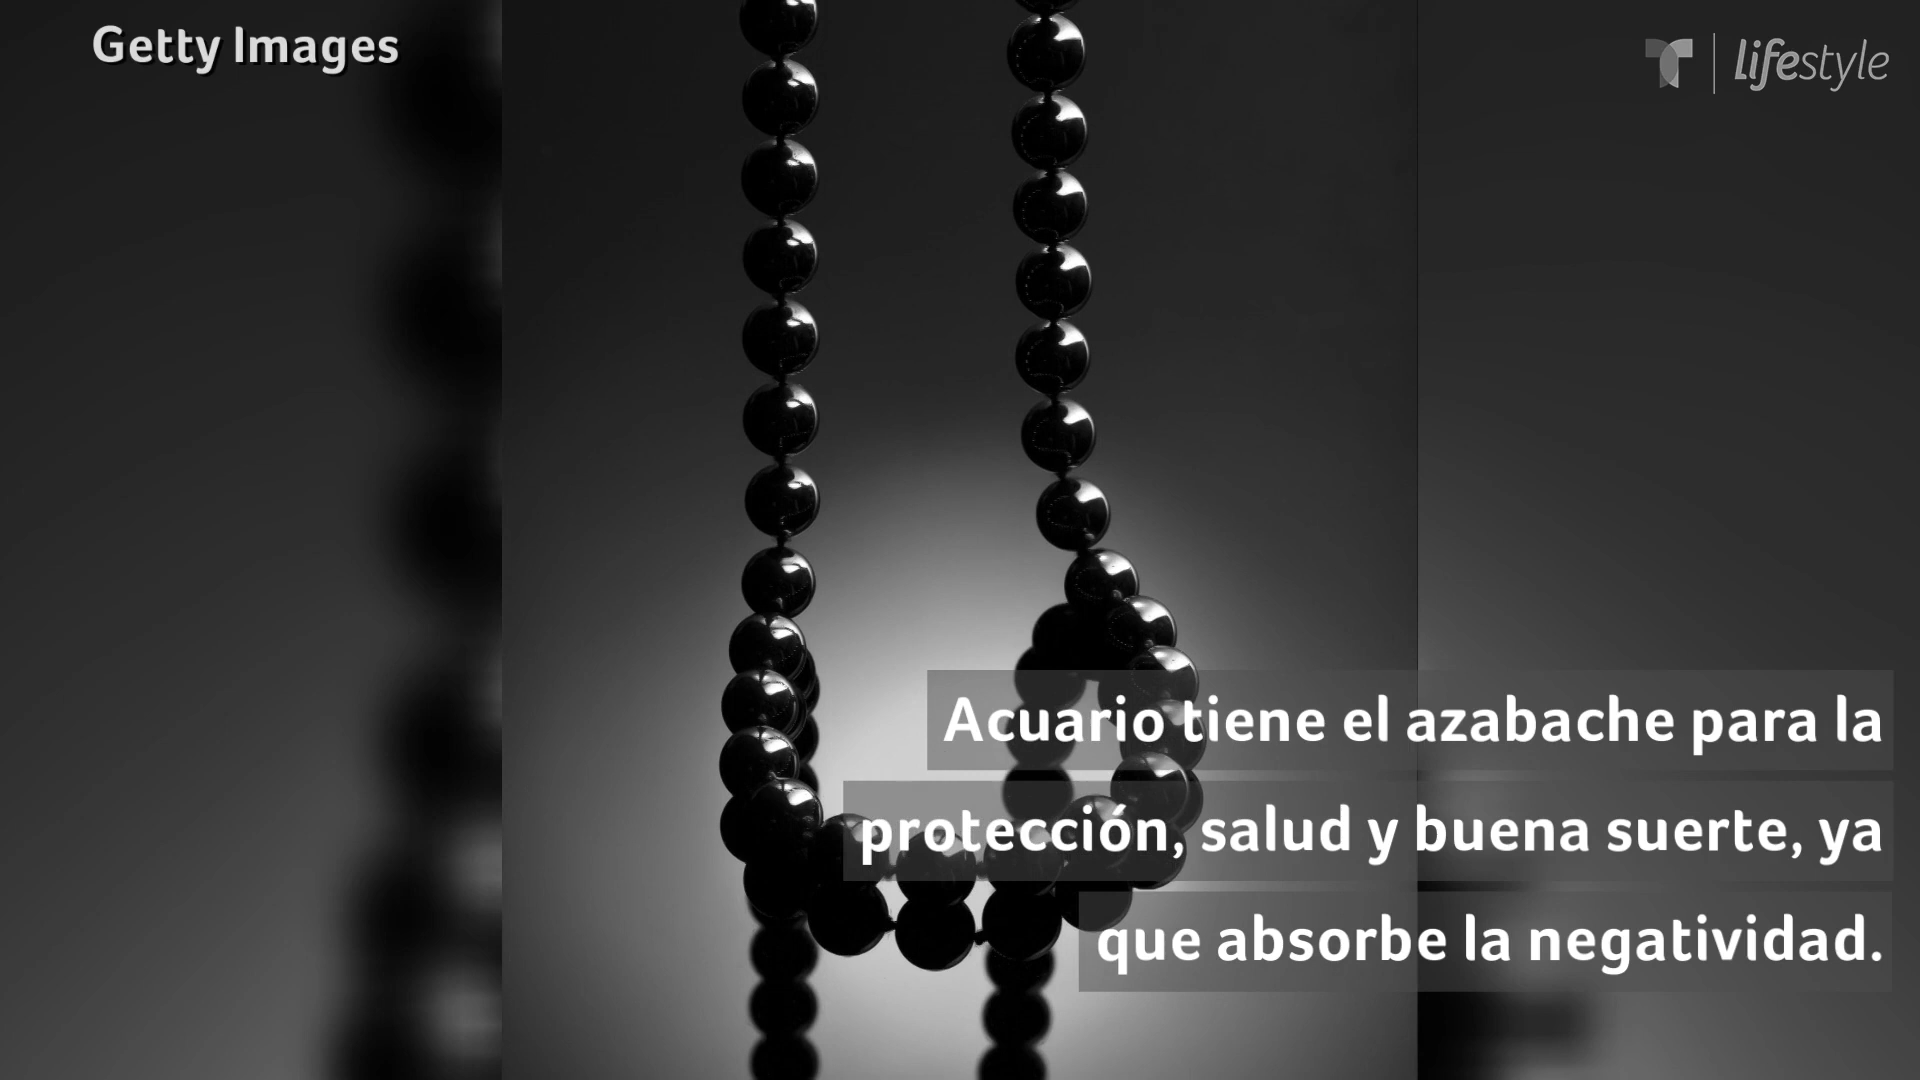 Getty Images
lifestyle
Acuario tiene el azabache para la
protección, salud y buena suerte, ya
que absorbe la negatividad.